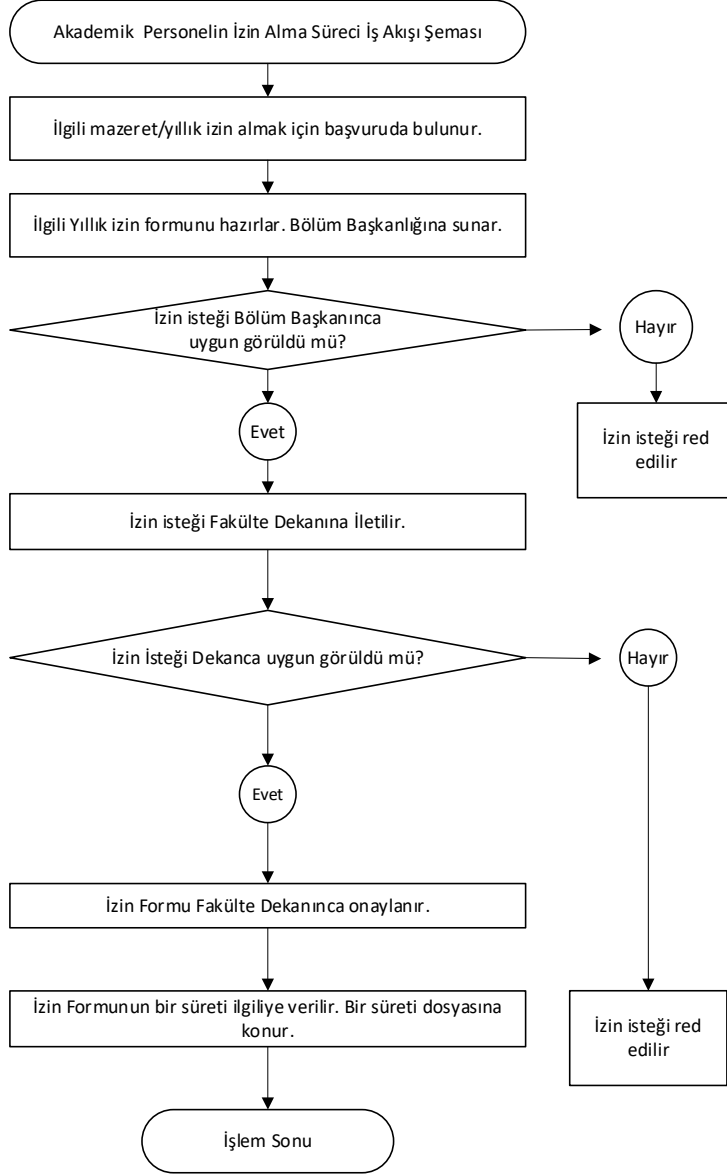 Akademik Personelin İzin Alma Süreci İş Akışı Şeması
İlgili mazeret/yıllık izin almak için başvuruda bulunur.
İlgili Yıllık izin formunu hazırlar. Bölüm Başkanlığına sunar.
İzin isteği Bölüm Başkanınca
uygun görüldü mü?
Hayır
Evet
İzin isteği red
edilir
İzin isteği Fakülte Dekanına İletilir.
İzin İsteği Dekanca uygun görüldü mü?
Hayır
Evet
İzin Formu Fakülte Dekanınca onaylanır.
İzin Formunun bir süreti ilgiliye verilir. Bir süreti dosyasına
konur.
İzin isteği red
edilir
İşlem Sonu